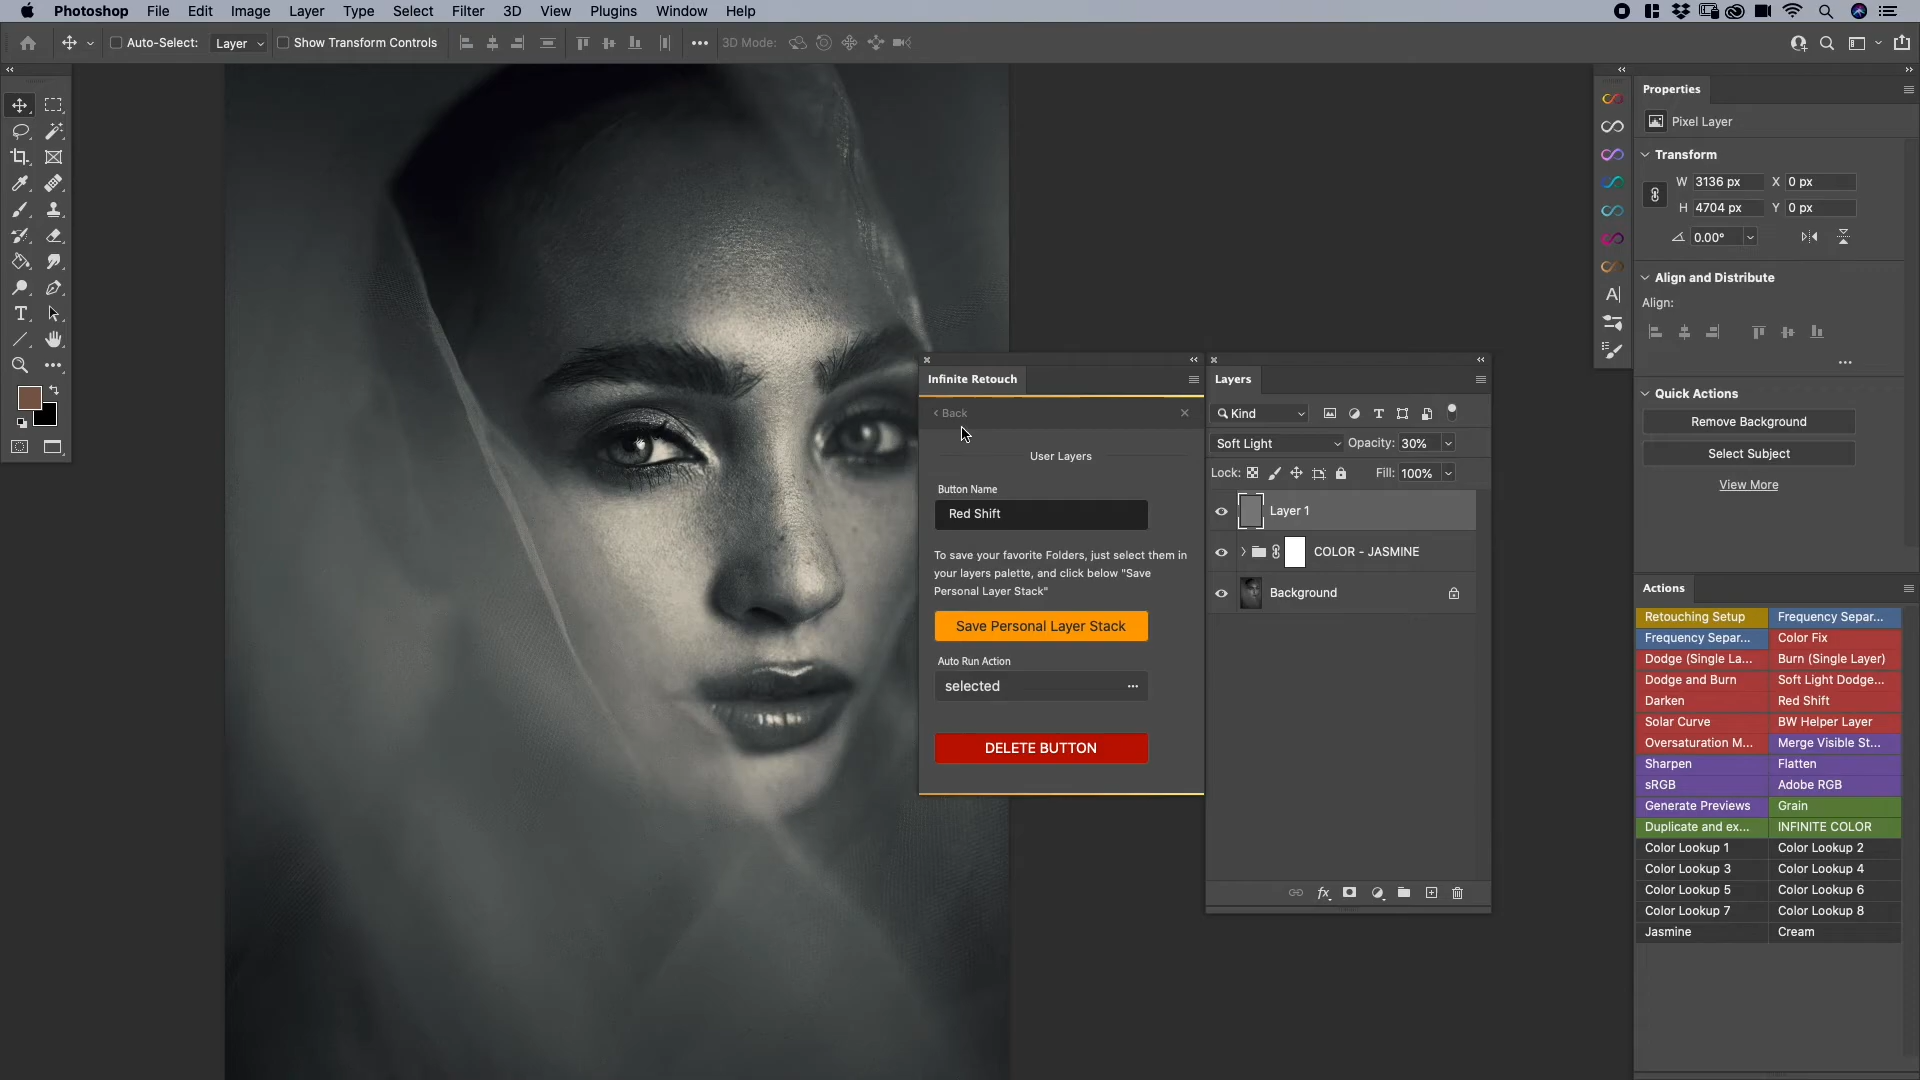 Photoshop File Edit Image Layer Type Select Filter 3D View Plugins Window Help
Auto-Select: Layer Show Transform Controls ••• 3D Mode:
Properties
Pixel Layer
Transform
W 3136 px X 0 px
H 4704 px Y 0 px
0.00°
Align and Distribute
Align:
Quick Actions
Remove Background
Select Subject
View More
Infinite Retouch
< Back
User Layers
Button Name
Red Shift
To save your favorite Folders, just select them in
your layers palette, and click below "Save
Personal Layer Stack"
Save Personal Layer Stack
Auto Run Action
selected
DELETE BUTTON
Layers
Kind
Soft Light Opacity: 30%
Lock: Fill: 100%
Layer 1
COLOR - JASMINE
Background
fx
Actions
Retouching Setup Frequency Separ...
Frequency Separ... Color Fix
Dodge (Single La... Burn (Single Layer)
Dodge and Burn Soft Light Dodge...
Darken Red Shift
Solar Curve BW Helper Layer
Oversaturation M... Merge Visible St...
Sharpen Flatten
sRGB Adobe RGB
Generate Previews Grain
Duplicate and ex... INFINITE COLOR
Color Lookup 1 Color Lookup 2
Color Lookup 3 Color Lookup 4
Color Lookup 5 Color Lookup 6
Color Lookup 7 Color Lookup 8
Jasmine Cream